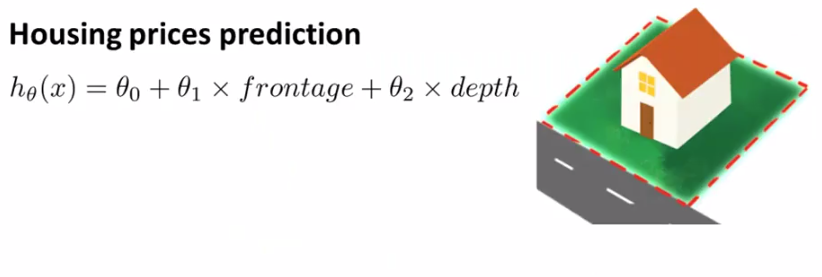 Housing prices prediction
hθ(x) = θ0 + θ1 × frontage + θ2 × depth